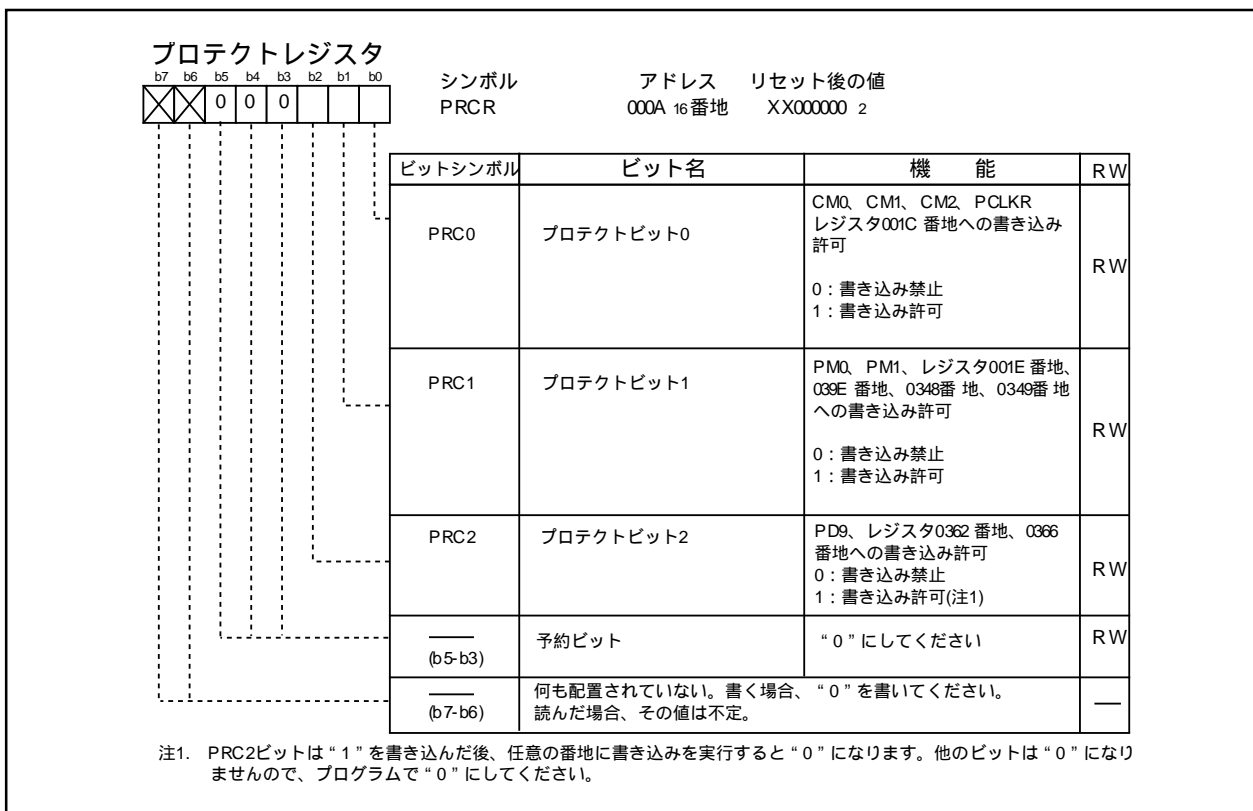 プロテクトレジスタ
b7 b6 b5 b4 b3 b2 b1 b0
0 0 0
シンボル アドレス リセット後の値
PRCR 000A 16 番地 XX000000 2
ビットシンボル ビット名 機 能 RW
PRC0 プロテクトビット0 CM0、CM1、CM2、PCLKR
レジスタ001C 番地への書き込み
許可
0：書き込み禁止
1：書き込み許可
RW
PRC1 プロテクトビット1 PM0、PM1、レジスタ001E 番地、
039E 番地、0348番 地、0349番 地
への書き込み許可
0：書き込み禁止
1：書き込み許可
RW
PRC2 プロテクトビット2 PD9、レジスタ0362 番地、0366
番地への書き込み許可
0：書き込み禁止
1：書き込み許可(注1)
RW
(b5-b3) 予約ビット “0”にしてください RW
(b7-b6) 何も配置されていない。書く場合、“0”を書いてください。
読んだ場合、その値は不定。 —
注1. PRC2ビットは“1”を書き込んだ後、任意の番地に書き込みを実行すると“0”になります。他のビットは“0”になり
ませんので、プログラムで“0”にしてください。